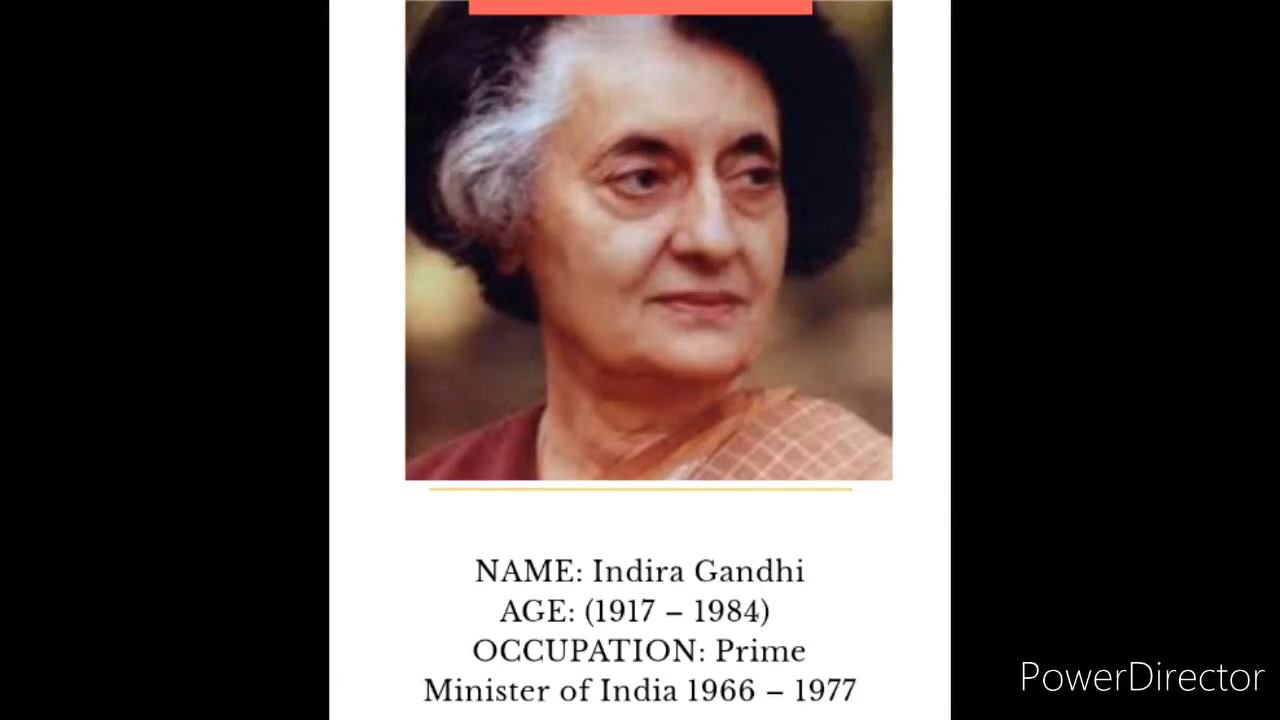 NAME: Indira Gandhi
AGE: (1917 – 1984)
OCCUPATION: Prime
Minister of India 1966 – 1977
PowerDirector